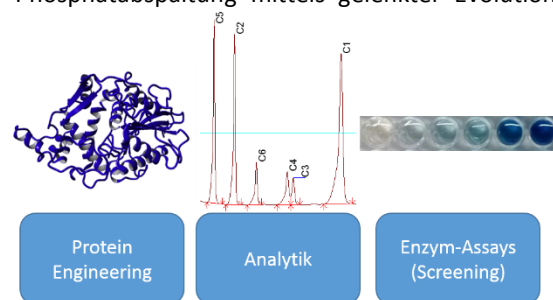 Phosphatabspaltung mittels gelenkter Evolution
C5
C2
C6
C4
C3
C1
Protein
Engineering
Analytik
Enzym-Assays
(Screening)